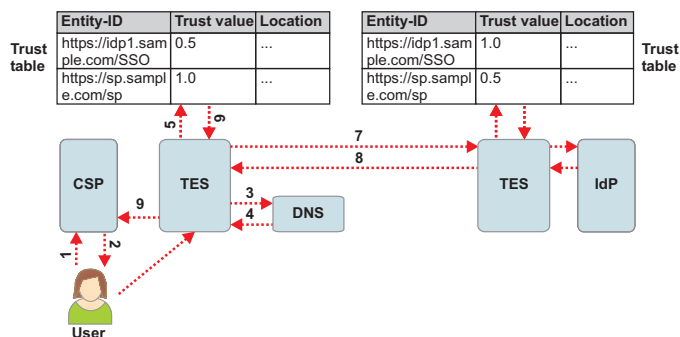 Entity-ID Trust value Location
https://idp1.sam
ple.com/SSO 0.5 ...
https://sp.sampl
e.com/sp 1.0 ...
Trust
table
Entity-ID Trust value Location
https://idp1.sam
ple.com/SSO 1.0 ...
https://sp.sampl
e.com/sp 0.5 ...
Trust
table
5 6
7
8
CSP
TES
3
4
DNS
9
TES
IdP
1 2
User